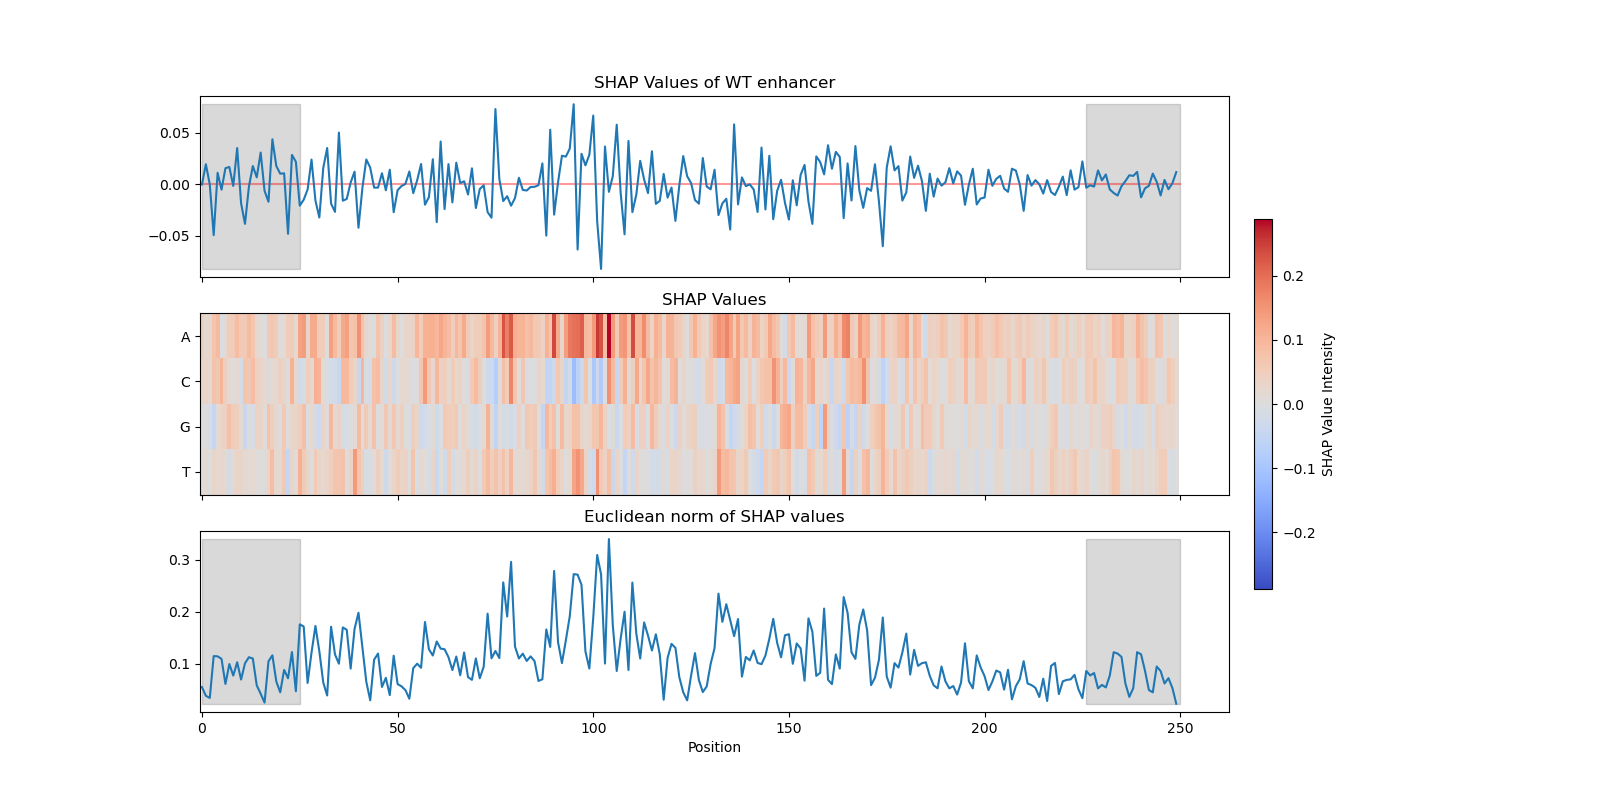 SHAP Values of WT enhancer
0.05
0.00
−0.05
SHAP Values
A
C
G
T
Euclidean norm of SHAP values
0.3
0.2
0.1
0 50 100 150 200 250
Position
0.2
0.1
0.0
−0.1
−0.2
SHAP Value Intensity